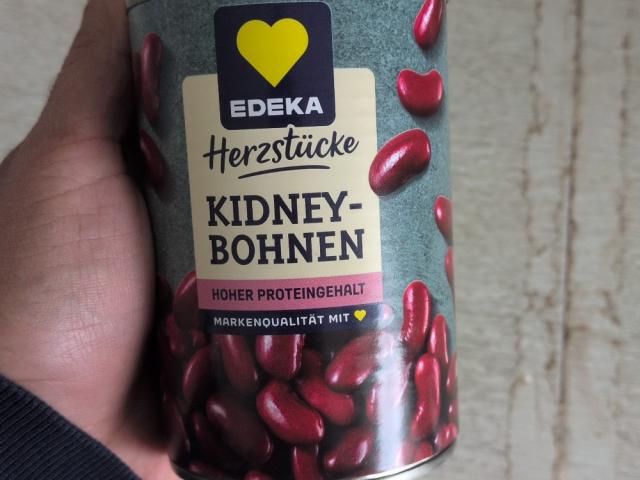 EDEKA
Herzstücke
KIDNEY-
BOHNEN
HOHER PROTEINGEHALT
MARKENQUALITÄT MIT